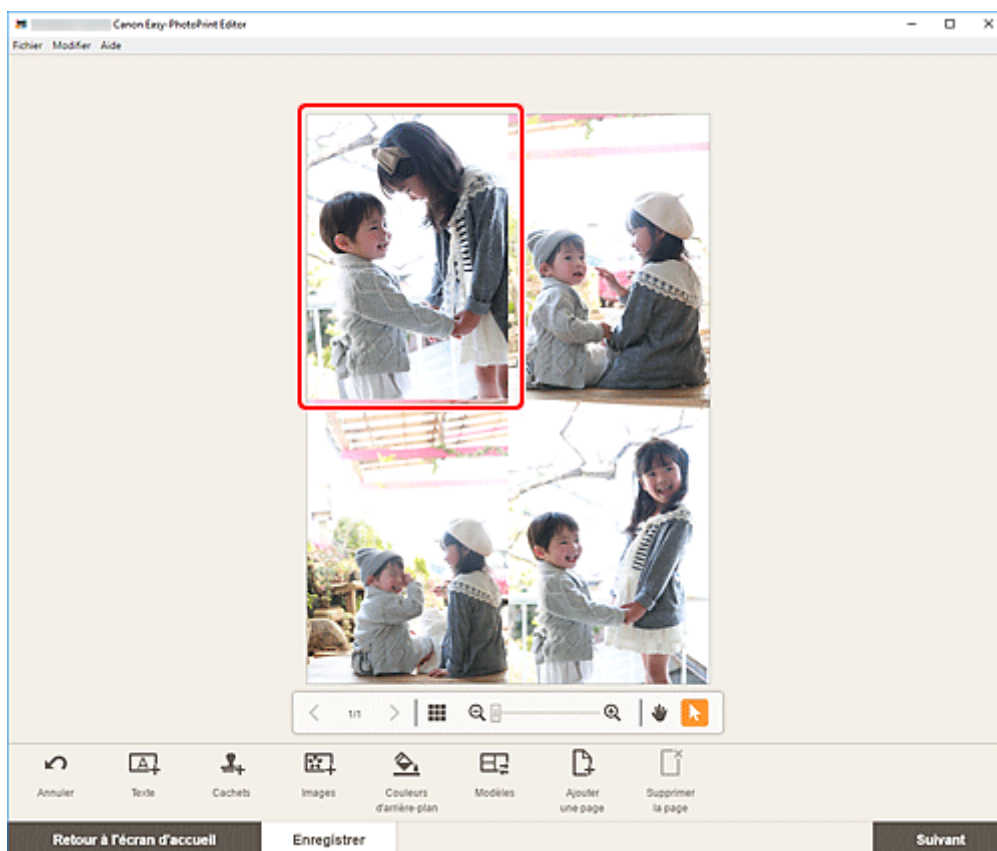 Canon Easy-PhotoPrint Editor
Fichier Modifier Aide
1/1
Annuler
Texte
Cachets
Images
Couleurs
d'arrière-plan
Modèles
Ajouter
une page
Supprimer
la page
Retour à l'écran d'accueil
Enregistrer
Suivant